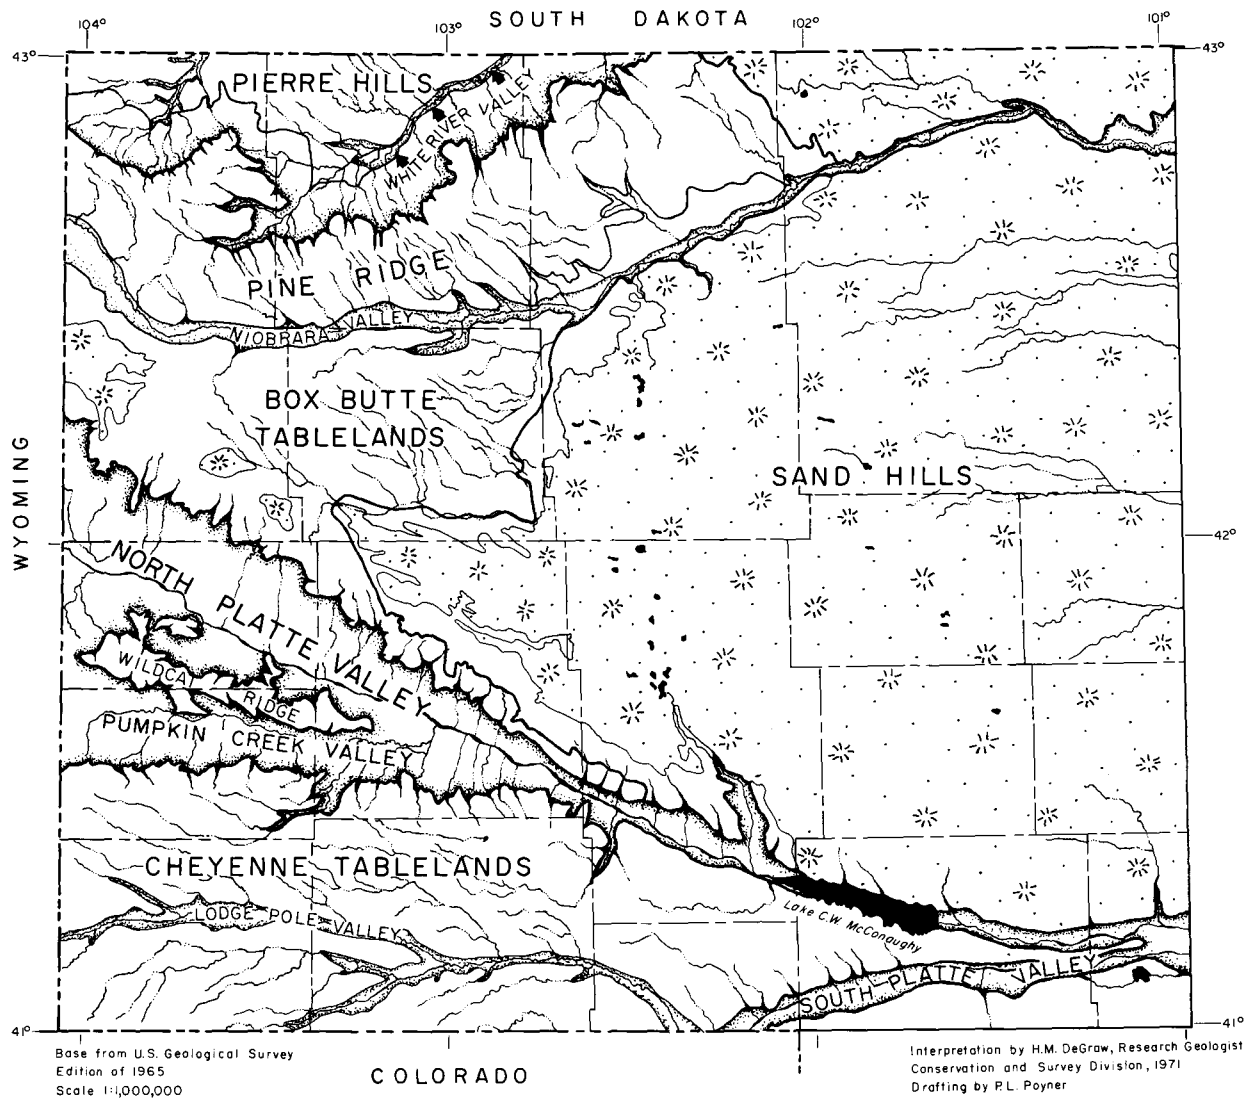 104°
SOUTH DAKOTA
103°
102°
101°
43°
43°
PIERRE HILLS
WHITE RIVER VALLEY
PINE RIDGE
NIOBRARA VALLEY
BOX BUTTE
TABLELANDS
SAND HILLS
WYOMING
42°
NORTH PLATTE VALLEY
WILDCAT RIDGE
PUMPKIN CREEK VALLEY
CHEYENNE TABLELANDS
LODGE POLE VALLEY
Lake C.W. McConaughy
SOUTH PLATTE VALLEY
41°
41°
Base from U.S. Geological Survey
Edition of 1965
Scale 1:1,000,000
COLORADO
Interpretation by H.M. DeGraw, Research Geologist
Conservation and Survey Division, 1971
Drafting by P.L. Poyner